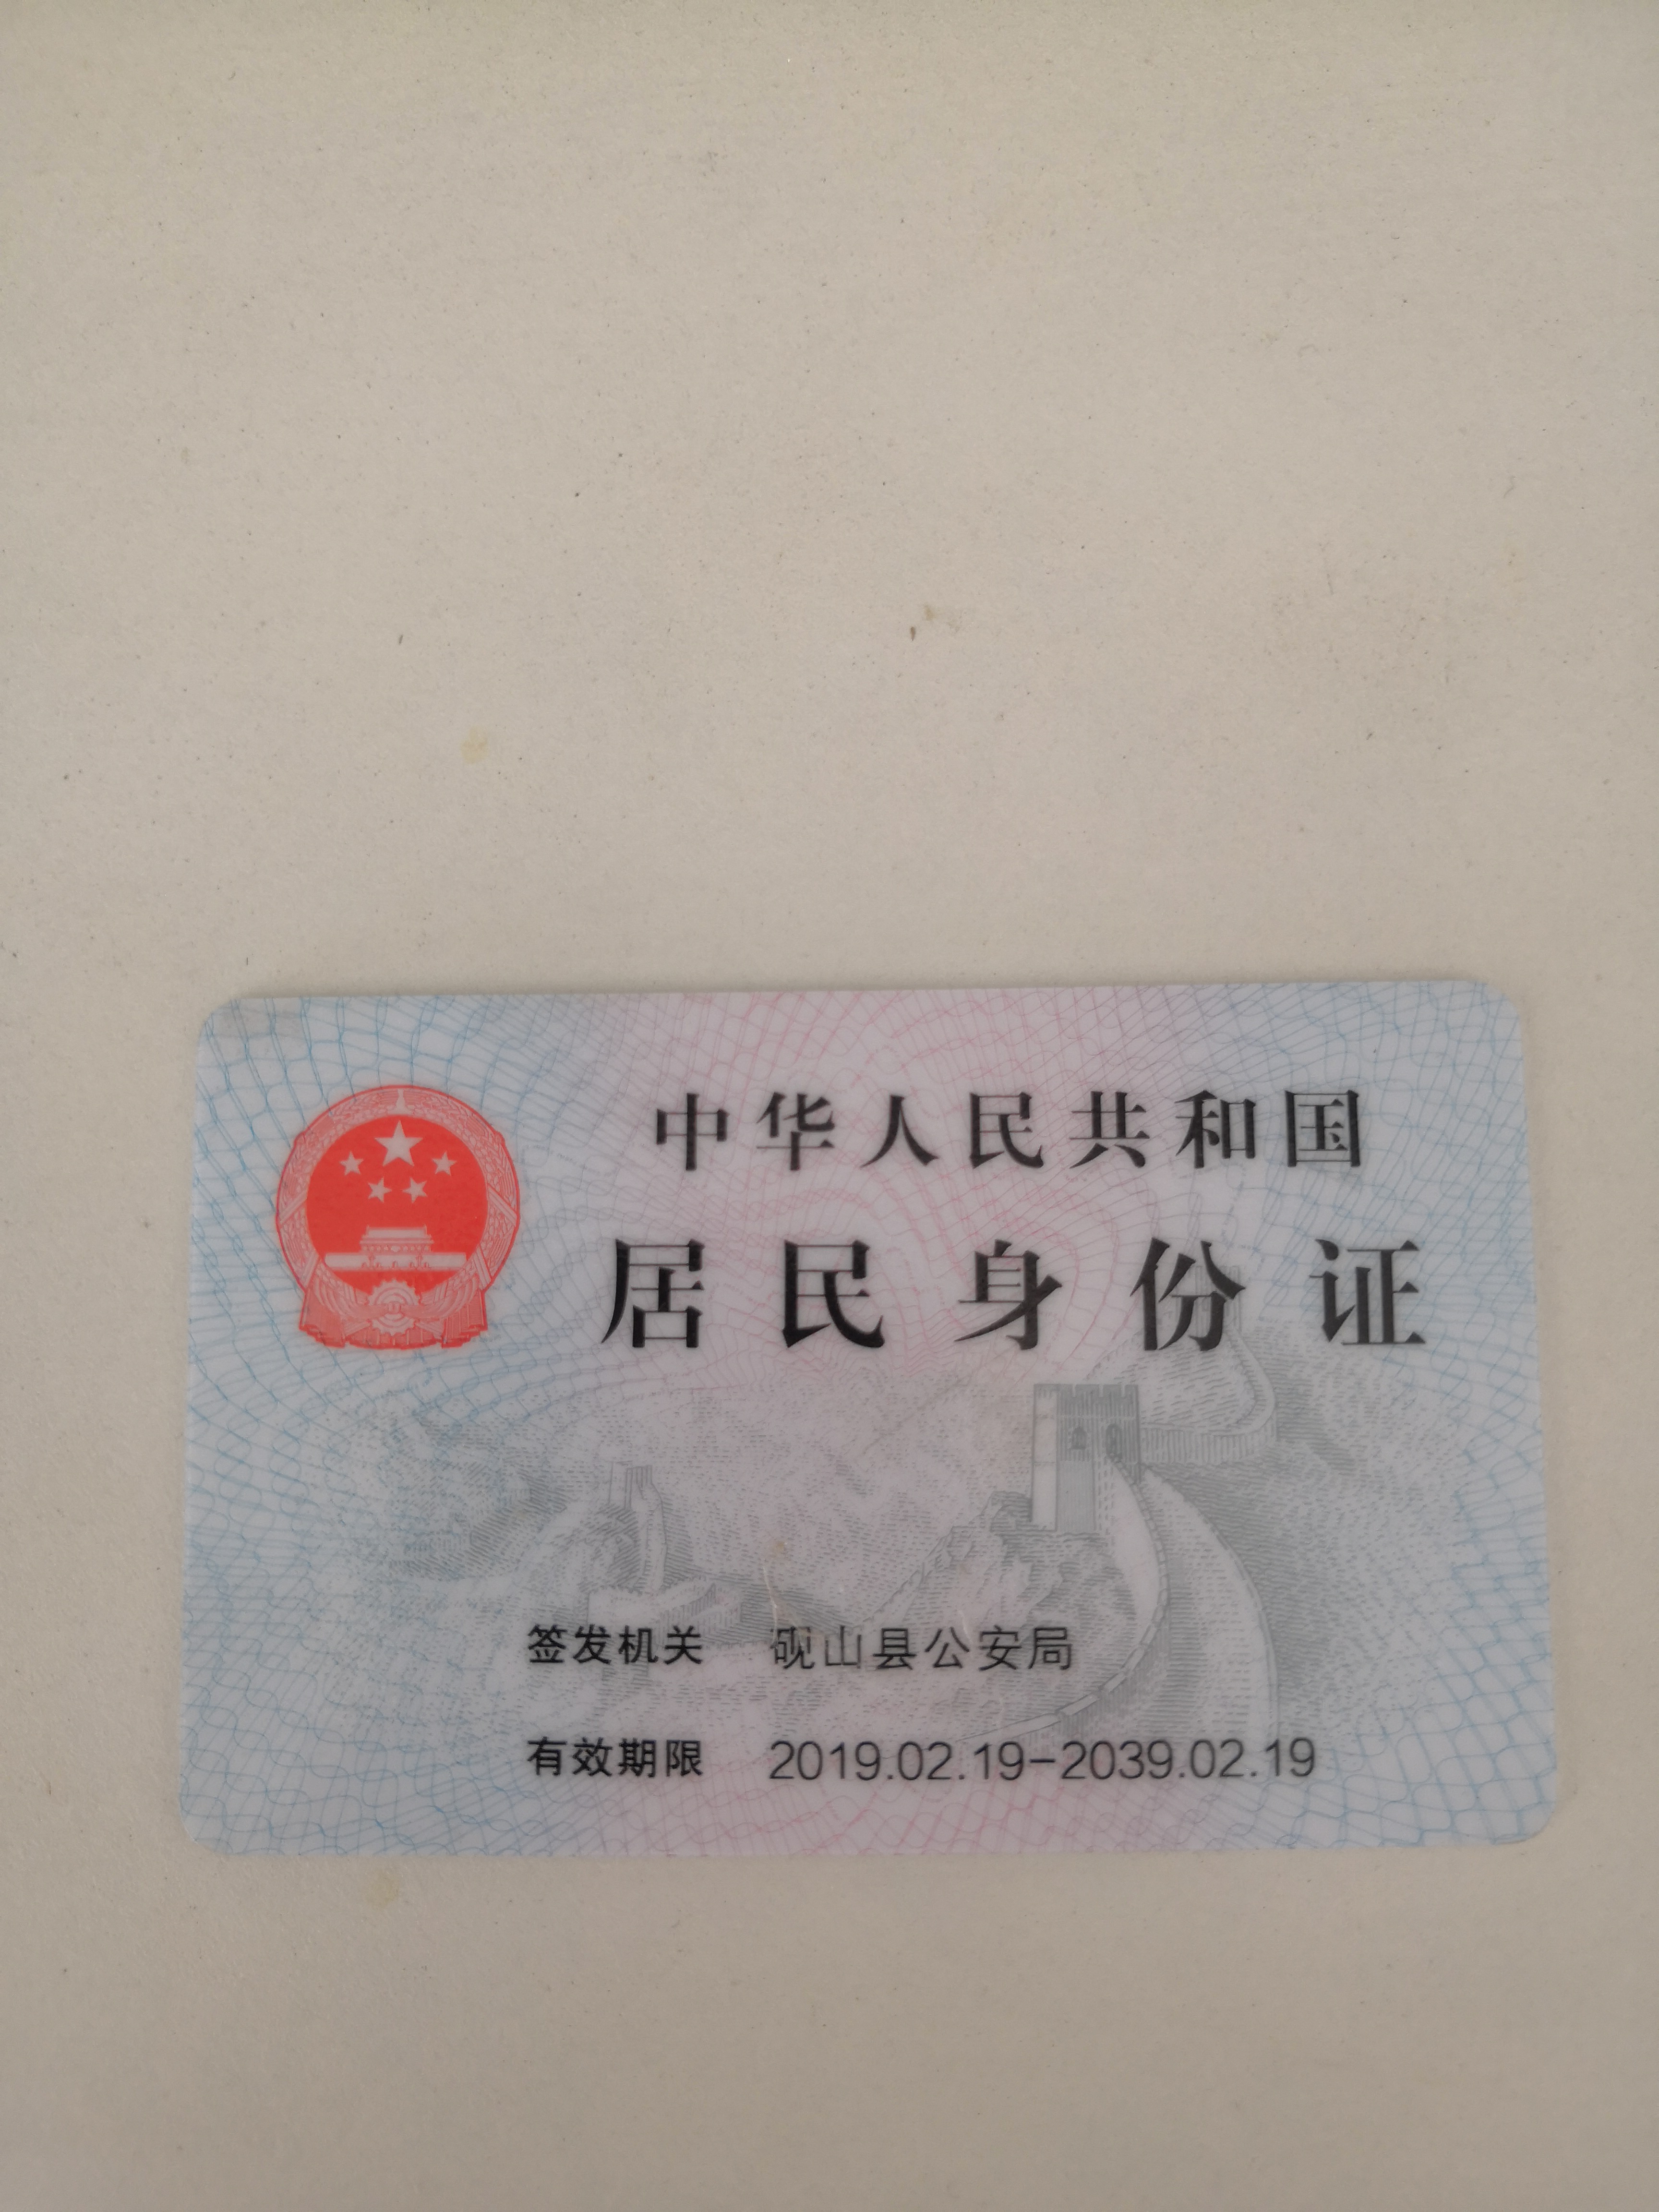 中华人民共和国
居民身份证
签发机关 砚山县公安局
有效期限 2019.02.19-2039.02.19